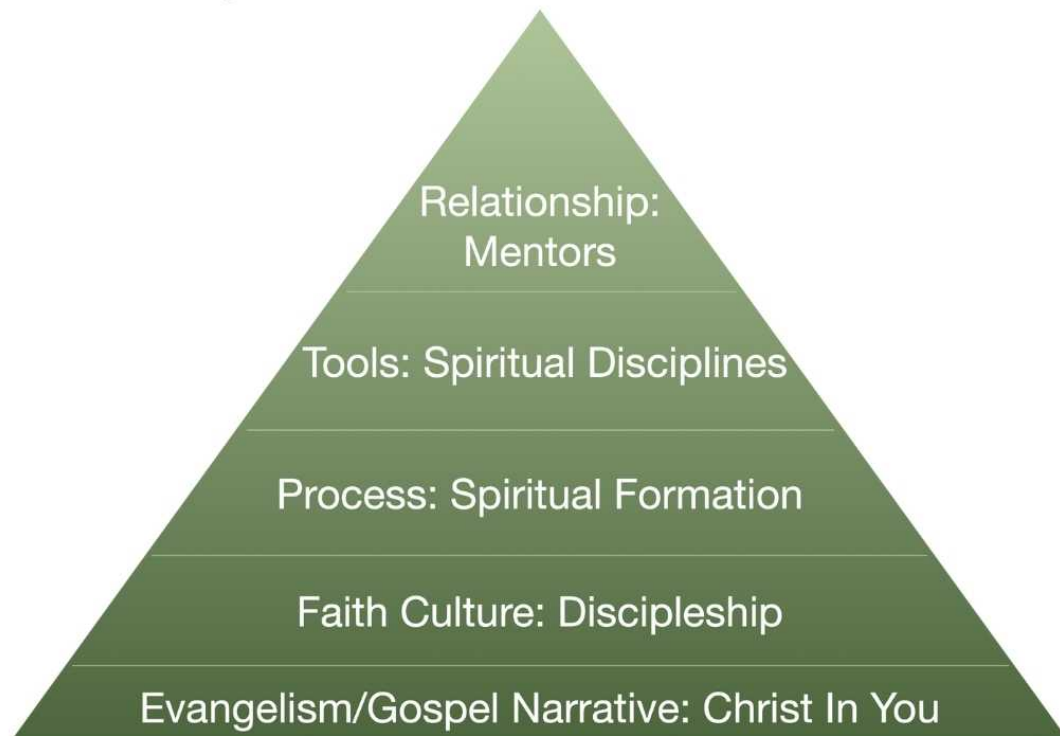 Relationship:
Mentors
Tools: Spiritual Disciplines
Process: Spiritual Formation
Faith Culture: Discipleship
Evangelism/Gospel Narrative: Christ In You